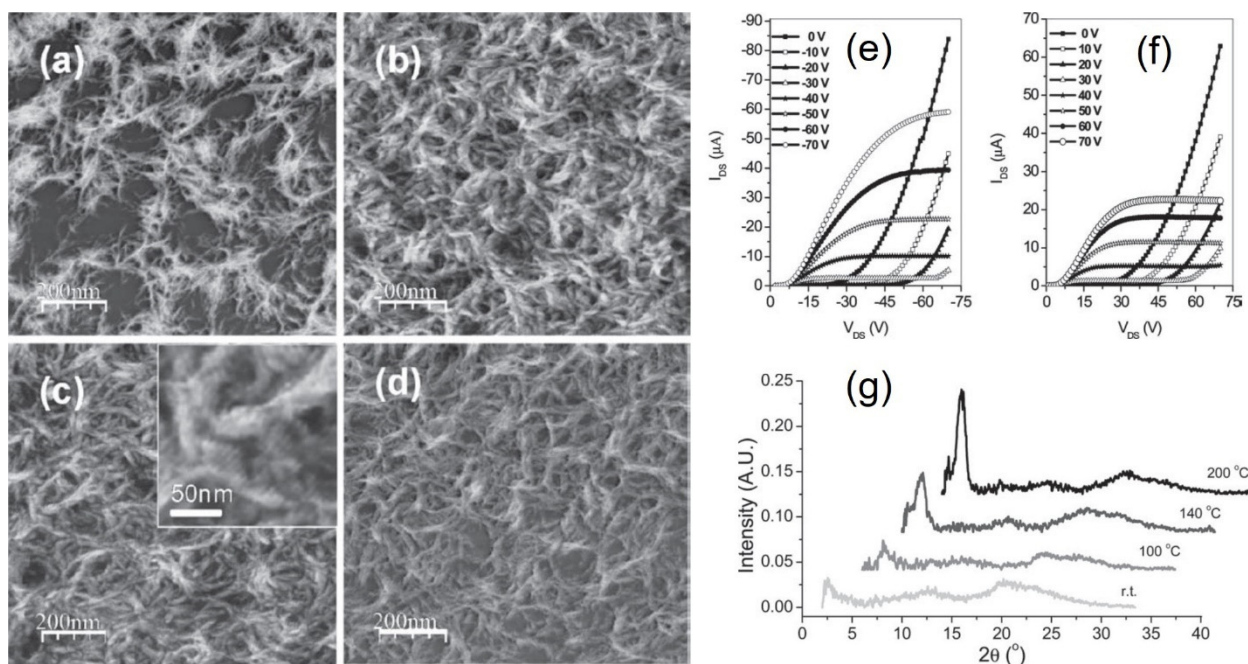 (a)
200nm
(b)
200nm
(c)
50nm
200nm
(d)
200nm
(e)
-90
-80
-70
-60
-50
-40
-30
-20
-10
0
I_DS (µA)
0 V
-10 V
-20 V
-30 V
-40 V
-50 V
-60 V
-70 V
0 -15 -30 -45 -60 -75
V_DS (V)
(f)
70
60
50
40
30
20
10
0
I_DS (µA)
0 V
10 V
20 V
30 V
40 V
50 V
60 V
70 V
0 15 30 45 60
V_DS (V)
(g)
0.25
0.20
0.15
0.10
0.05
0.00
Intensity (A.U.)
200 °C
140 °C
100 °C
r.t.
0 5 10 15 20 25 30 35 40
2θ (°)